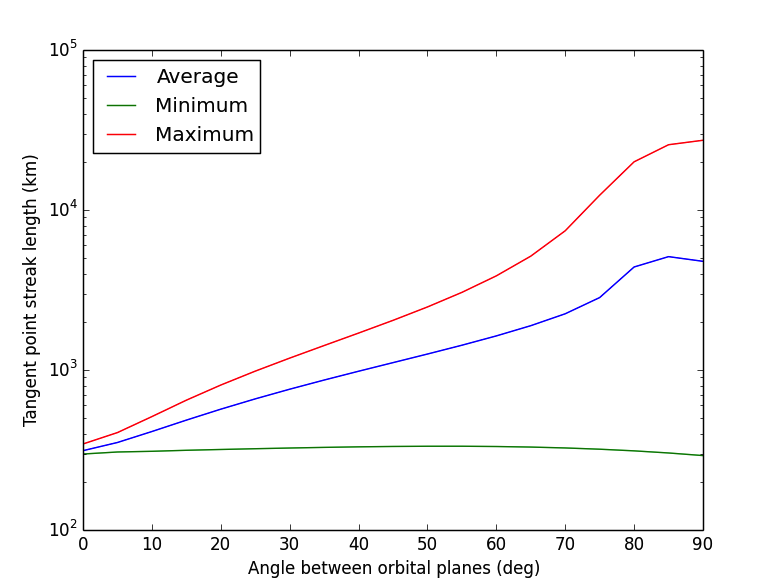 10^5
10^4
10^3
10^2
Tangent point streak length (km)
Average
Minimum
Maximum
0 10 20 30 40 50 60 70 80 90
Angle between orbital planes (deg)